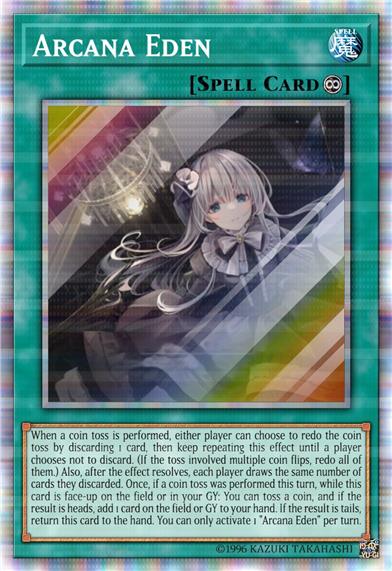 ARCANA EDEN
SPELL
魔
[SPELL CARD♾]
When a coin toss is performed, either player can choose to redo the coin
toss by discarding 1 card, then keep repeating this effect until a player
chooses not to discard. (If the toss involved multiple coin flips, redo all of
them.) Also, after the effect resolves, each player draws the same number of
cards they discarded. Once, if a coin toss was performed this turn, while this
card is face-up on the field or in your GY: You can toss a coin, and if the
result is heads, add 1 card on the field or GY to your hand. If the result is tails,
return this card to the hand. You can only activate 1 "Arcana Eden" per turn.
©1996 KAZUKI TAKAHASHI